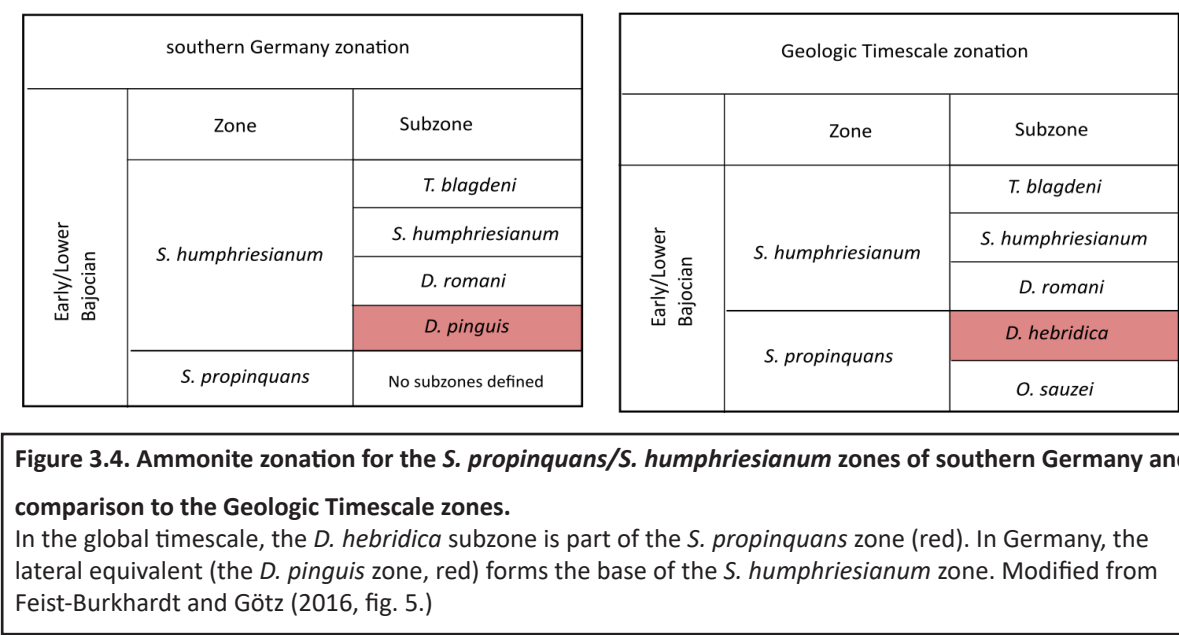 southern Germany zonation
Zone
Subzone
Early/Lower
Bajocian
S. humphriesianum
T. blagdeni
S. humphriesianum
D. romani
D. pinguis
S. propinquans
No subzones defined
Geologic Timescale zonation
Zone
Subzone
Early/Lower
Bajocian
S. humphriesianum
T. blagdeni
S. humphriesianum
D. romani
S. propinquans
D. hebridica
O. sauzei
Figure 3.4. Ammonite zonation for the S. propinquans/S. humphriesianum zones of southern Germany an
comparison to the Geologic Timescale zones.
In the global timescale, the D. hebridica subzone is part of the S. propinquans zone (red). In Germany, the
lateral equivalent (the D. pinguis zone, red) forms the base of the S. humphriesianum zone. Modified from
Feist-Burkhardt and Götz (2016, fig. 5.)